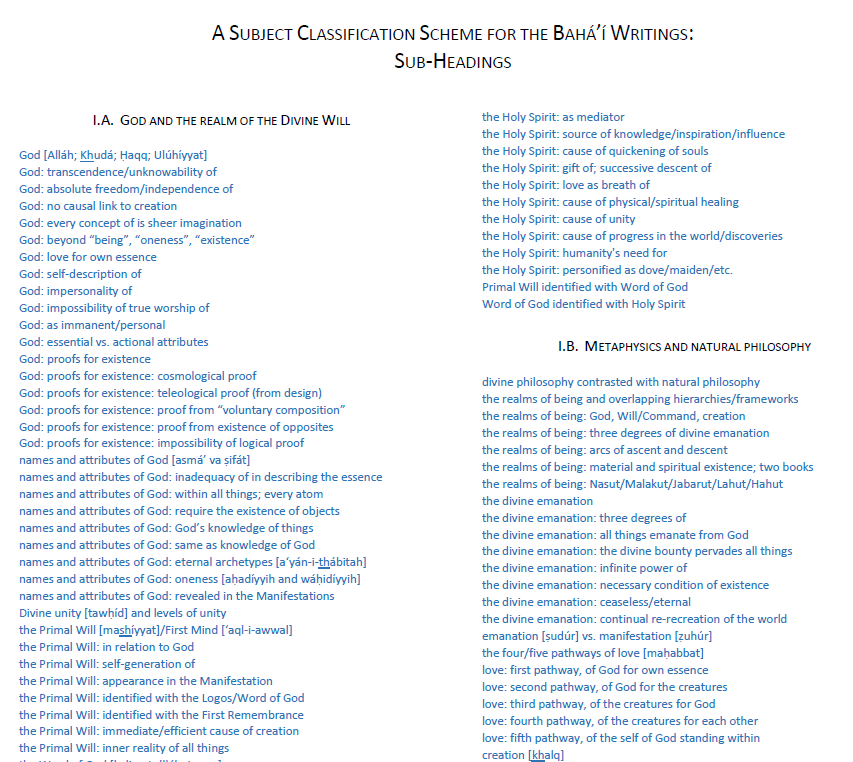 A SUBJECT CLASSIFICATION SCHEME FOR THE BAHÁ’Í WRITINGS:
SUB-HEADINGS
I.A. GOD AND THE REALM OF THE DIVINE WILL
God [Alláh; Khudá; Ḥaqq; Ulúhíyyat]
God: transcendence/unknowability of
God: absolute freedom/independence of
God: no causal link to creation
God: every concept of is sheer imagination
God: beyond “being”, “oneness”, “existence”
God: love for own essence
God: self-description of
God: impersonality of
God: impossibility of true worship of
God: as immanent/personal
God: essential vs. actional attributes
God: proofs for existence
God: proofs for existence: cosmological proof
God: proofs for existence: teleological proof (from design)
God: proofs for existence: proof from “voluntary composition”
God: proofs for existence: proof from existence of opposites
God: proofs for existence: impossibility of logical proof
names and attributes of God [asmá’ va ṣifát]
names and attributes of God: inadequacy of in describing the essence
names and attributes of God: within all things; every atom
names and attributes of God: require the existence of objects
names and attributes of God: God’s knowledge of things
names and attributes of God: same as knowledge of God
names and attributes of God: eternal archetypes [a‘yán-i-thábitah]
names and attributes of God: oneness [aḥadíyyih and wáḥidíyyih]
names and attributes of God: revealed in the Manifestations
Divine unity [tawḥíd] and levels of unity
the Primal Will [mashíyyat]/First Mind [‘aql-i-awwal]
the Primal Will: in relation to God
the Primal Will: self-generation of
the Primal Will: appearance in the Manifestation
the Primal Will: identified with the Logos/Word of God
the Primal Will: identified with the First Remembrance
the Primal Will: immediate/efficient cause of creation
the Primal Will: inner reality of all things
the Holy Spirit: as mediator
the Holy Spirit: source of knowledge/inspiration/influence
the Holy Spirit: cause of quickening of souls
the Holy Spirit: gift of; successive descent of
the Holy Spirit: love as breath of
the Holy Spirit: cause of physical/spiritual healing
the Holy Spirit: cause of unity
the Holy Spirit: cause of progress in the world/discoveries
the Holy Spirit: humanity's need for
the Holy Spirit: personified as dove/maiden/etc.
Primal Will identified with Word of God
Word of God identified with Holy Spirit
I.B. METAPHYSICS AND NATURAL PHILOSOPHY
divine philosophy contrasted with natural philosophy
the realms of being and overlapping hierarchies/frameworks
the realms of being: God, Will/Command, creation
the realms of being: three degrees of divine emanation
the realms of being: arcs of ascent and descent
the realms of being: material and spiritual existence; two books
the realms of being: Nasut/Malakut/Jabarut/Lahut/Hahut
the divine emanation
the divine emanation: three degrees of
the divine emanation: all things emanate from God
the divine emanation: the divine bounty pervades all things
the divine emanation: infinite power of
the divine emanation: necessary condition of existence
the divine emanation: ceaseless/eternal
the divine emanation: continual re-recreation of the world
emanation [ṣudúr] vs. manifestation [ẓuhúr]
the four/five pathways of love [maḥabbat]
love: first pathway, of God for own essence
love: second pathway, of God for the creatures
love: third pathway, of the creatures for God
love: fourth pathway, of the creatures for each other
love: fifth pathway, of the self of God standing within
creation [khalq]